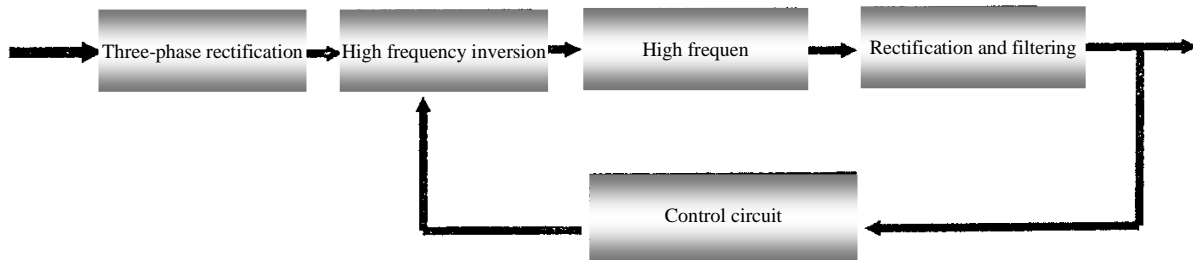 Three-phase rectification
High frequency inversion
High frequen
Rectification and filtering
Control circuit